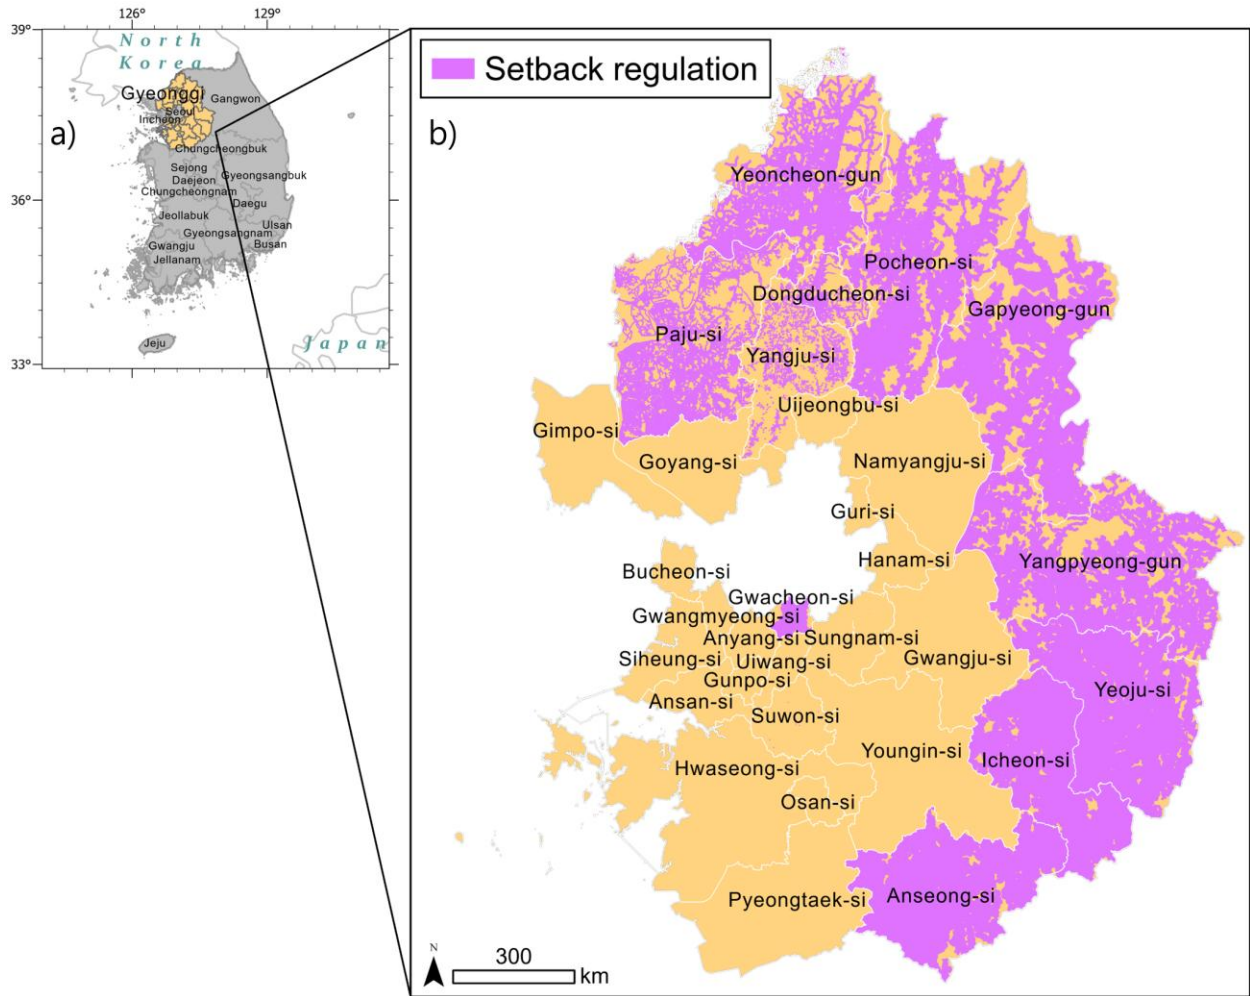 126°
129°
39°
36°
33°
North
Korea
Gyeonggi
Gangwon
Seoul
Incheon
a)
Chungcheongbuk
Sejong
Daejeon
Gyeongsangbuk
Chungcheongnam
Daegu
Jeollabuk
Ulsan
Gyeongsangnam
Gwangju
Busan
Jellanam
Jeju
Japan
Setback regulation
b)
Yeoncheon-gun
Pocheon-si
Dongducheon-si
Gapyeong-gun
Paju-si
Yangju-si
Uijeongbu-si
Gimpo-si
Goyang-si
Namyangju-si
Guri-si
Hanam-si
Yangpyeong-gun
Bucheon-si
Gwacheon-si
Gwangmyeong-si
Anyang-si
Sungnam-si
Siheung-si
Uiwang-si
Gwangju-si
Gunpo-si
Yeoju-si
Ansan-si
Suwon-si
Youngin-si
Icheon-si
Hwaseong-si
Osan-si
Pyeongtaek-si
Anseong-si
N
300
km